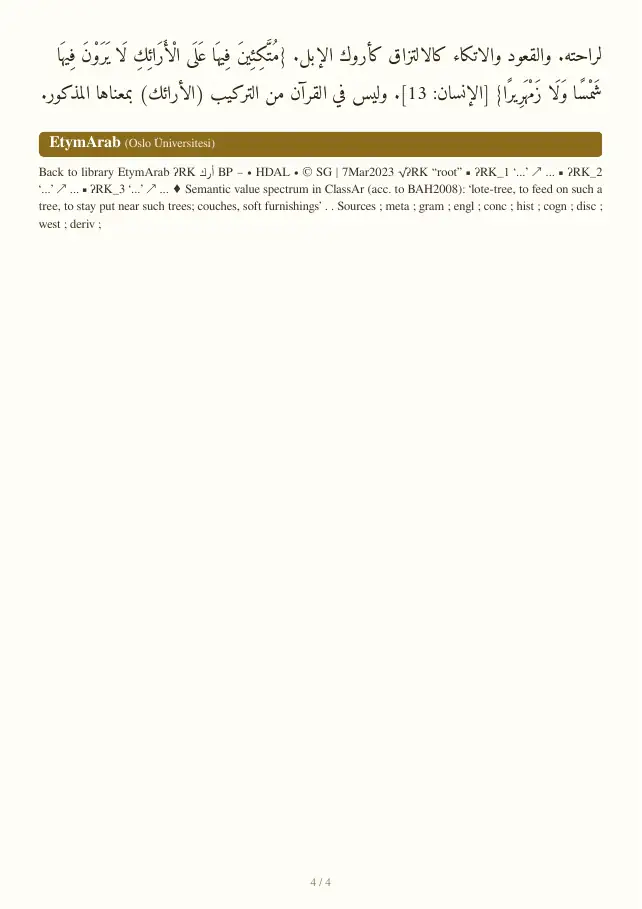 لراحته. والقعود والاتكاء كالالتزاق كأروك الإبل. {مُتَّكِئِينَ فِيهَا عَلَى الْأَرَائِكِ لَا يَرَوْنَ فِيهَا
شَمْسًا وَلَا زَمْهَرِيرًا} [الإنسان: 13]. وليس في القرآن من التركيب (الأرائك) بمعناها المذكور.
EtymArab (Oslo Üniversitesi)
Back to library EtymArab ʔRK أرك BP – • HDAL • © SG | 7Mar2023 √ʔRK “root” ▪ ʔRK_1 ‘...’ ↗ ... ▪ ʔRK_2
‘...’ ↗ ... ▪ ʔRK_3 ‘...’ ↗ ... ♦ Semantic value spectrum in ClassAr (acc. to BAH2008): ‘lote-tree, to feed on such a
tree, to stay put near such trees; couches, soft furnishings’ . . Sources ; meta ; gram ; engl ; conc ; hist ; cogn ; disc ;
west ; deriv ;
4 / 4